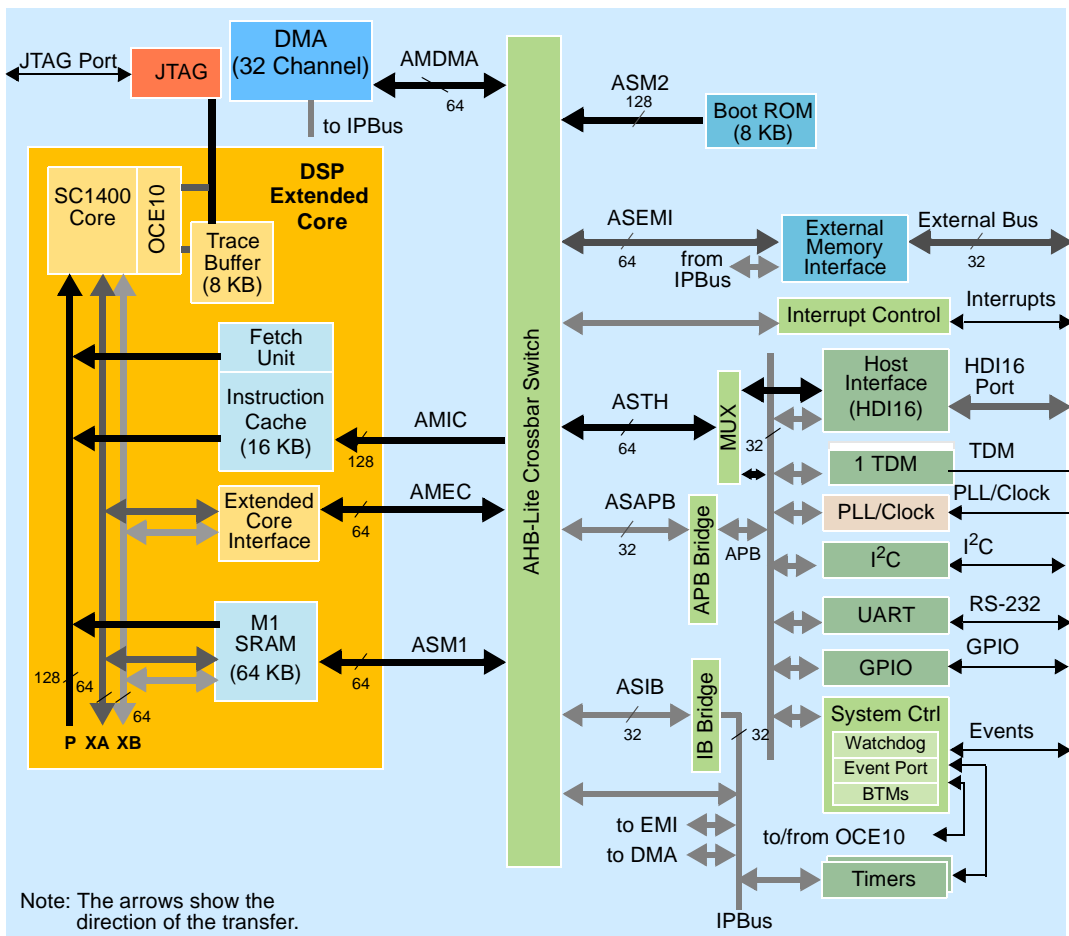 JTAG Port
JTAG
DMA
(32 Channel)
AMDMA
64
to IPBus
ASM2
128
Boot ROM
(8 KB)
DSP
Extended
Core
SC1400
Core
OCE10
Trace
Buffer
(8 KB)
ASEMI
64
from
IPBus
External
Memory
Interface
External Bus
32
Interrupt Control
Interrupts
Fetch
Unit
Instruction
Cache
(16 KB)
AMIC
128
AHB-Lite Crossbar Switch
ASTH
64
MUX
32
Host
Interface
(HDI16)
HDI16
Port
1 TDM
TDM
Extended
Core
Interface
AMEC
64
ASAPB
32
APB Bridge
APB
PLL/Clock
PLL/Clock
I2C
I2C
UART
RS-232
GPIO
GPIO
M1
SRAM
(64 KB)
ASM1
64
128
64
64
P
XA
XB
ASIB
32
IB Bridge
32
System Ctrl
Watchdog
Event Port
BTMs
Events
to EMI
to DMA
to/from OCE10
Timers
IPBus
Note: The arrows show the
direction of the transfer.